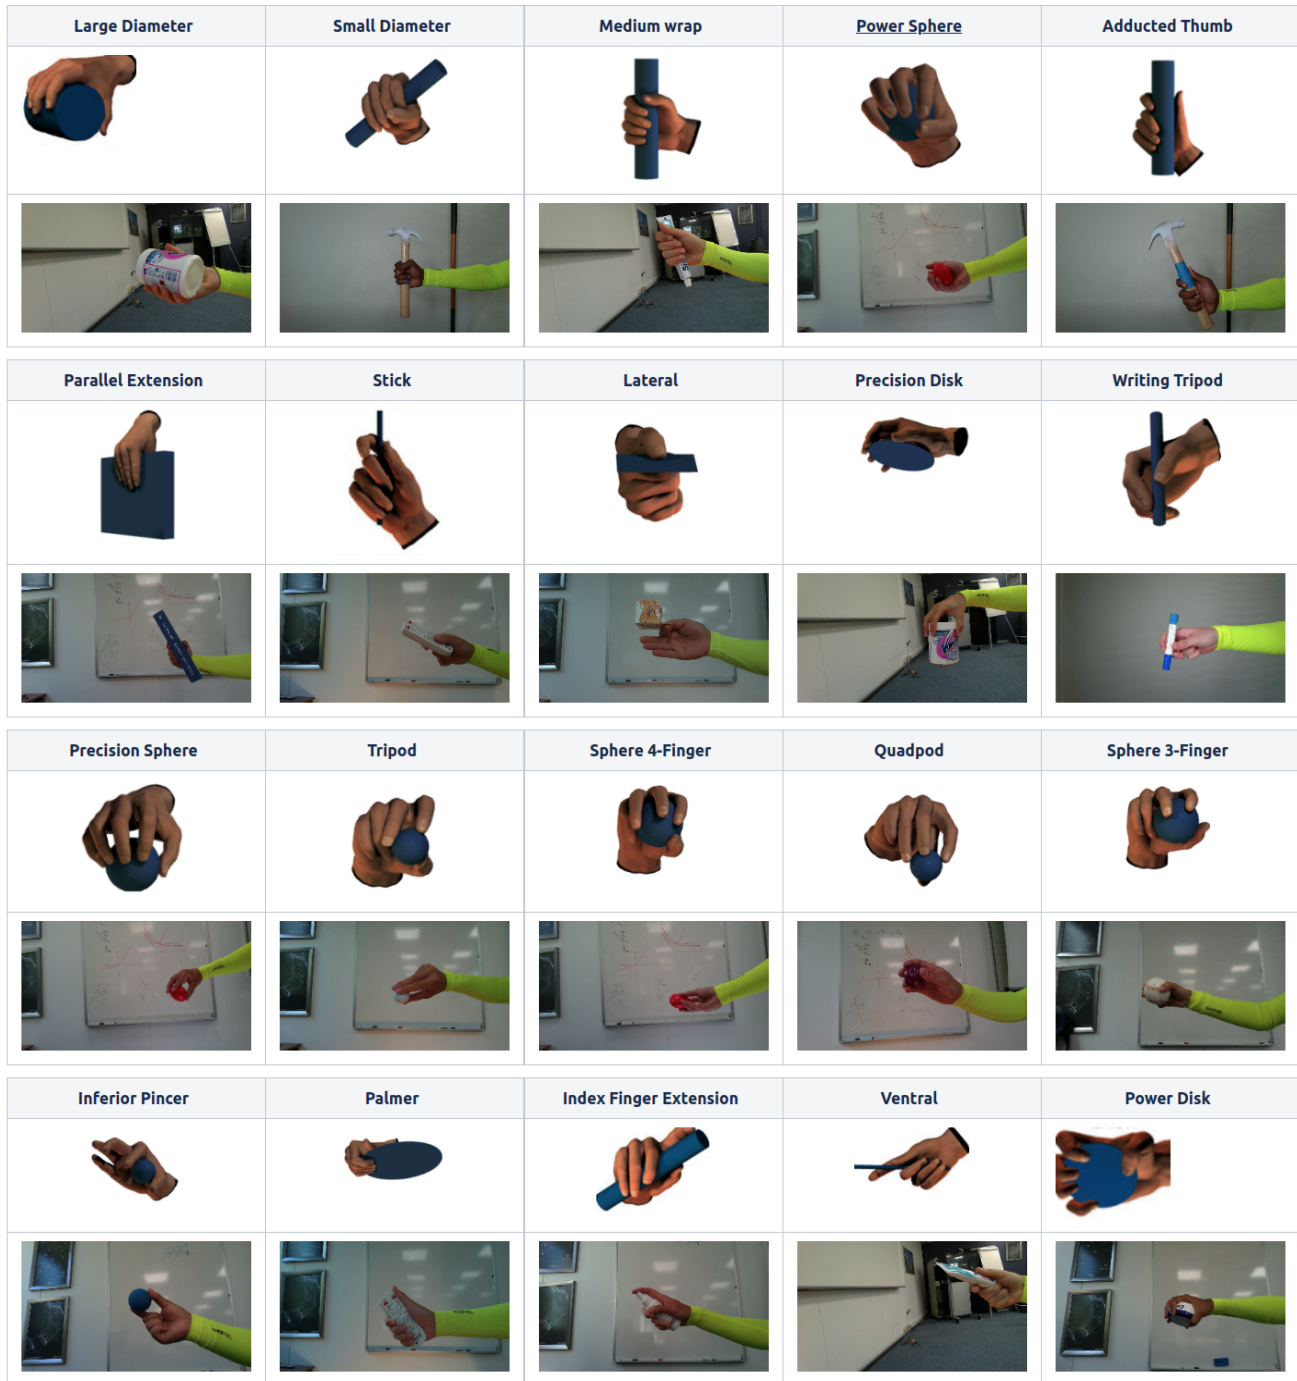 Large Diameter Small Diameter Medium wrap Power Sphere Adducted Thumb
Parallel Extension Stick Lateral Precision Disk Writing Tripod
Precision Sphere Tripod Sphere 4-Finger Quadpod Sphere 3-Finger
Inferior Pincer Palmer Index Finger Extension Ventral Power Disk